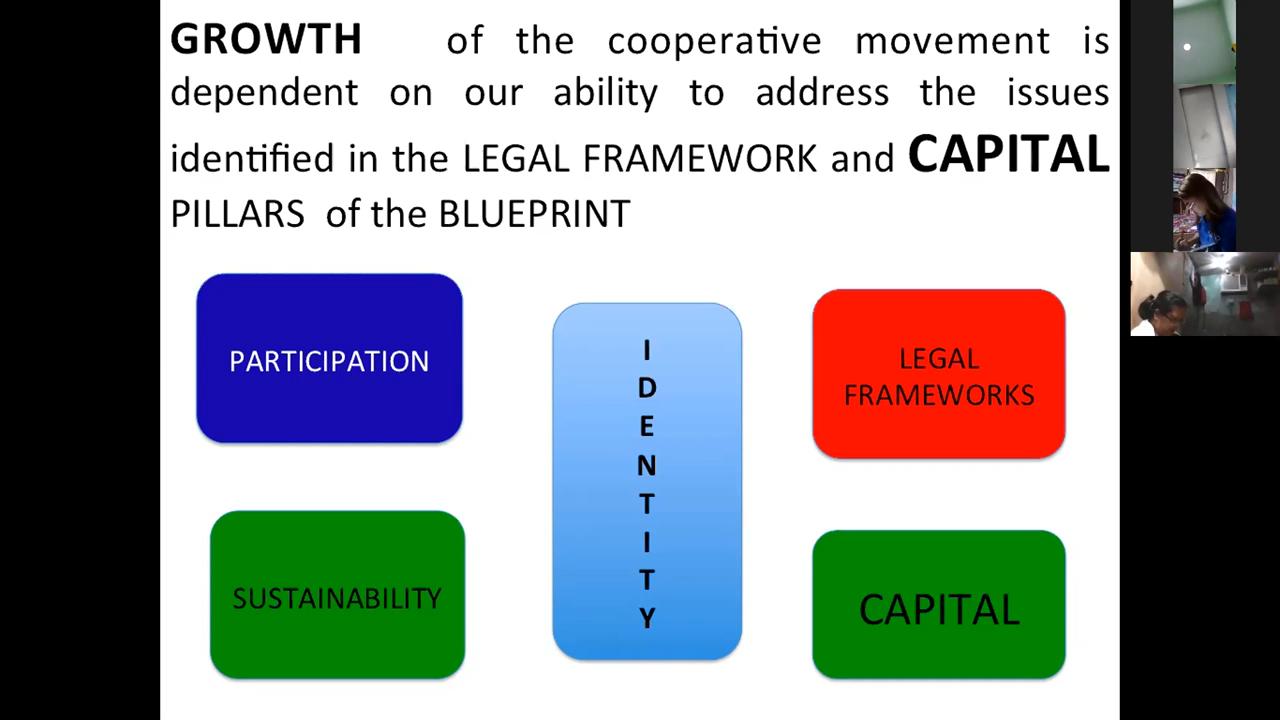 GROWTH of the cooperative movement is
dependent on our ability to address the issues
identified in the LEGAL FRAMEWORK and CAPITAL
PILLARS of the BLUEPRINT
PARTICIPATION
IDENTITY
LEGAL
FRAMEWORKS
SUSTAINABILITY
CAPITAL